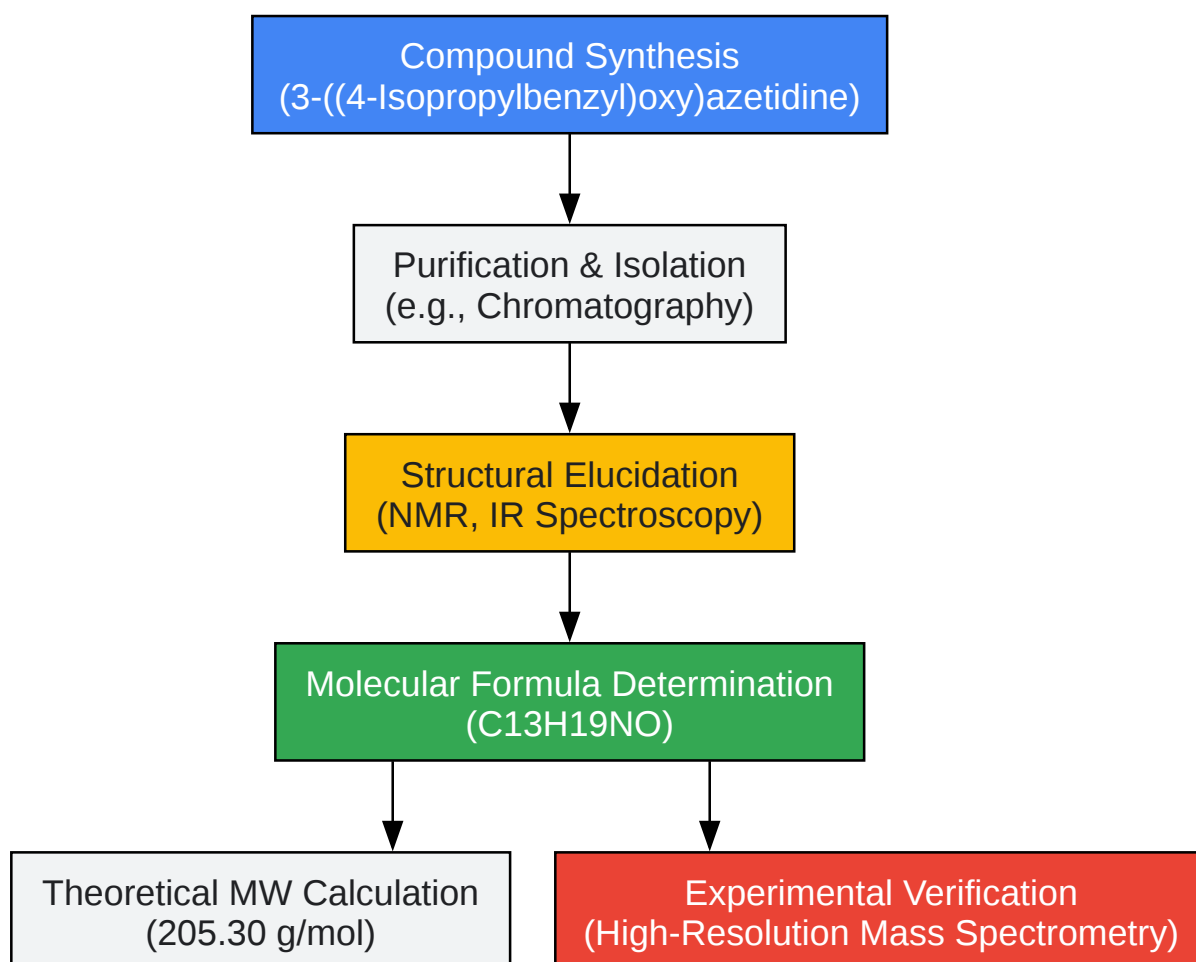 Compound Synthesis
(3-((4-Isopropylbenzyl)oxy)azetidine)
Purification & Isolation
(e.g., Chromatography)
Structural Elucidation
(NMR, IR Spectroscopy)
Molecular Formula Determination
(C13H19NO)
Theoretical MW Calculation
(205.30 g/mol)
Experimental Verification
(High-Resolution Mass Spectrometry)